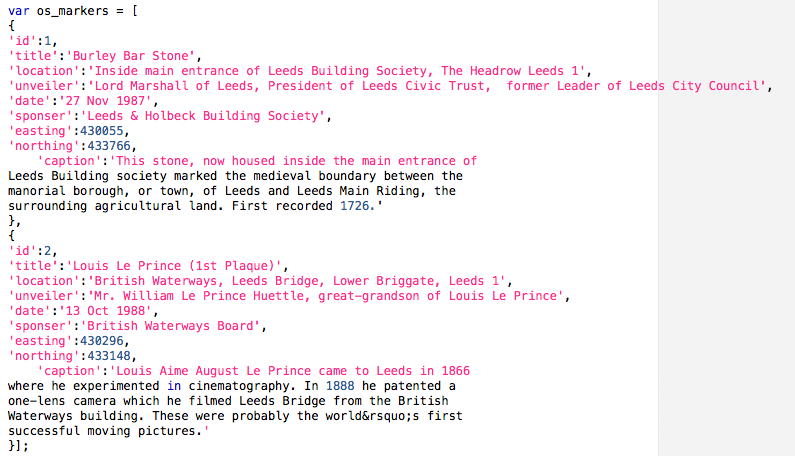 var os_markers = [
{
'id':1,
'title':'Burley Bar Stone',
'location':'Inside main entrance of Leeds Building Society, The Headrow Leeds 1',
'unveiler':'Lord Marshall of Leeds, President of Leeds Civic Trust,  former Leader of Leeds City Council',
'date':'27 Nov 1987',
'sponser':'Leeds & Holbeck Building Society',
'easting':430055,
'northing':433766,
    'caption':'This stone, now housed inside the main entrance of
Leeds Building society marked the medieval boundary between the
manorial borough, or town, of Leeds and Leeds Main Riding, the
surrounding agricultural land. First recorded 1726.'
},
{
'id':2,
'title':'Louis Le Prince (1st Plaque)',
'location':'British Waterways, Leeds Bridge, Lower Briggate, Leeds 1',
'unveiler':'Mr. William Le Prince Huettle, great-grandson of Louis Le Prince',
'date':'13 Oct 1988',
'sponser':'British Waterways Board',
'easting':430296,
'northing':433148,
    'caption':'Louis Aime August Le Prince came to Leeds in 1866
where he experimented in cinematography. In 1888 he patented a
one-lens camera which he filmed Leeds Bridge from the British
Waterways building. These were probably the world&rsquo;s first
successful moving pictures.'
}];